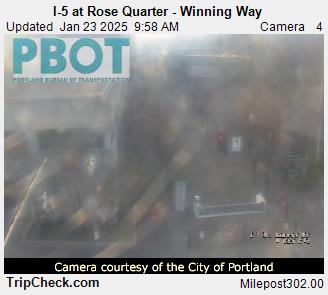 I-5 at Rose Quarter - Winning Way
Updated Jan 23 2025 9:58 AM Camera 4
PBOT
PORTLAND BUREAU OF TRANSPORTATION
Camera courtesy of the City of Portland
TripCheck.com Milepost302.00